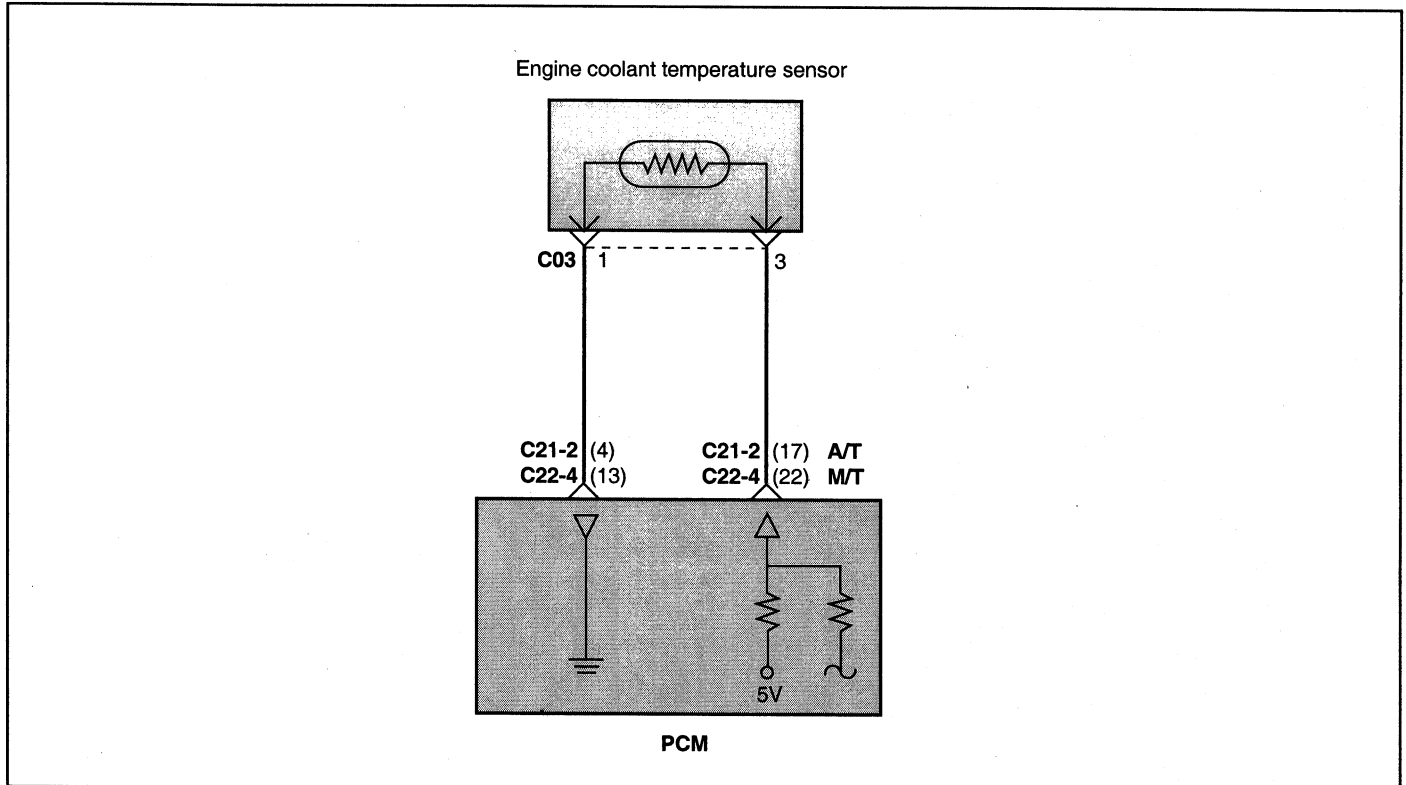 Engine coolant temperature sensor
C03 1 3
C21-2 (4) C21-2 (17) A/T
C22-4 (13) C22-4 (22) M/T
5V
PCM